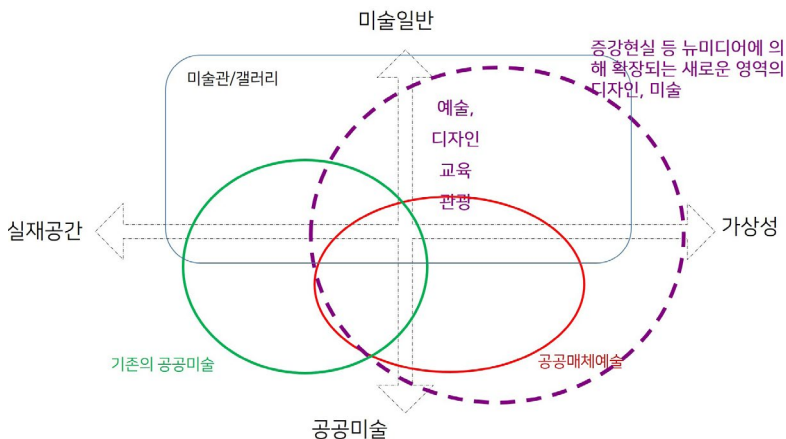 미술일반
증강현실 등 뉴미디어에 의
해 확장되는 새로운 영역의
디자인, 미술
미술관/갤러리
예술,
디자인
교육
관광
실재공간
가상성
기존의 공공미술
공공매체예술
공공미술